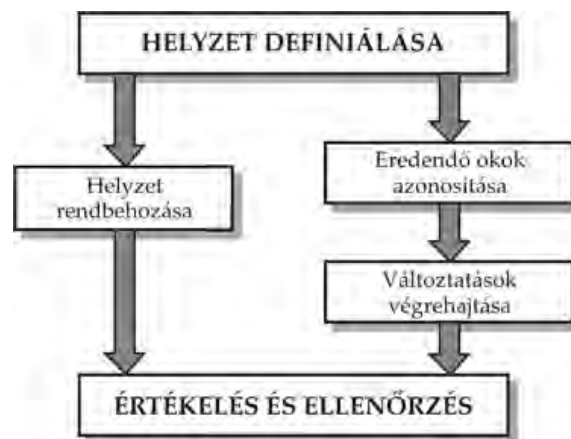 HELYZET DEFINIÁLÁSA
Helyzet
rendbehozása
Eredendő okok
azonosítása
Változtatások
végrehajtása
ÉRTÉKELÉS ÉS ELLENŐRZÉS